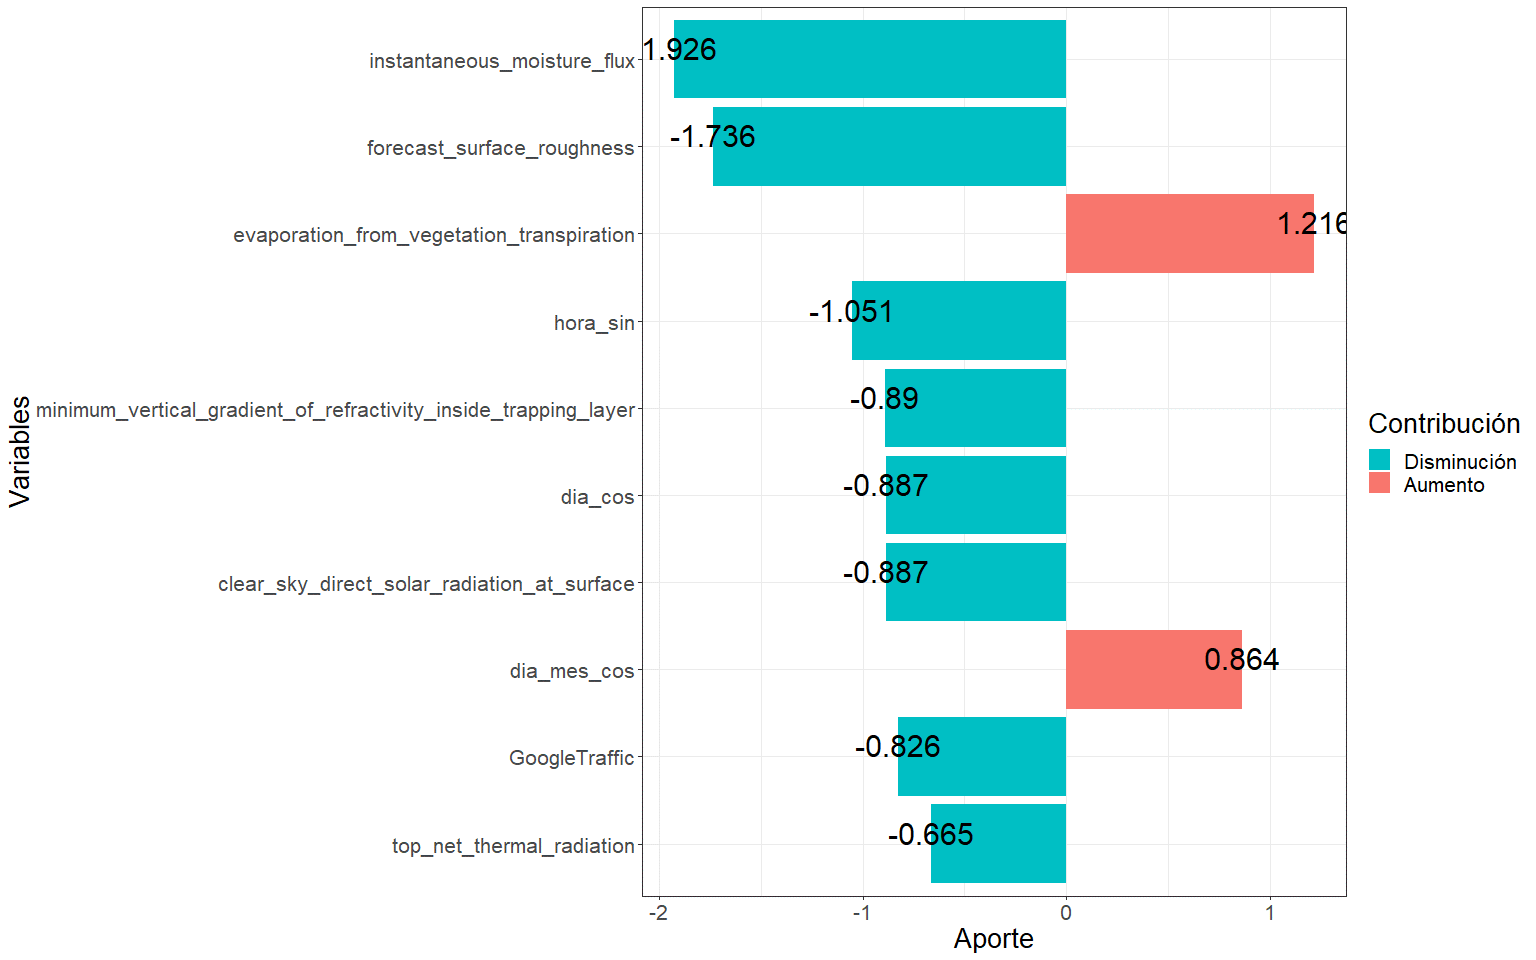 instantaneous_moisture_flux
1.926
forecast_surface_roughness
-1.736
evaporation_from_vegetation_transpiration
1.216
hora_sin
-1.051
minimum_vertical_gradient_of_refractivity_inside_trapping_layer
-0.89
dia_cos
-0.887
clear_sky_direct_solar_radiation_at_surface
-0.887
dia_mes_cos
0.864
GoogleTraffic
-0.826
top_net_thermal_radiation
-0.665
Variables
-2 -1 0 1
Aporte
Contribución
Disminución
Aumento